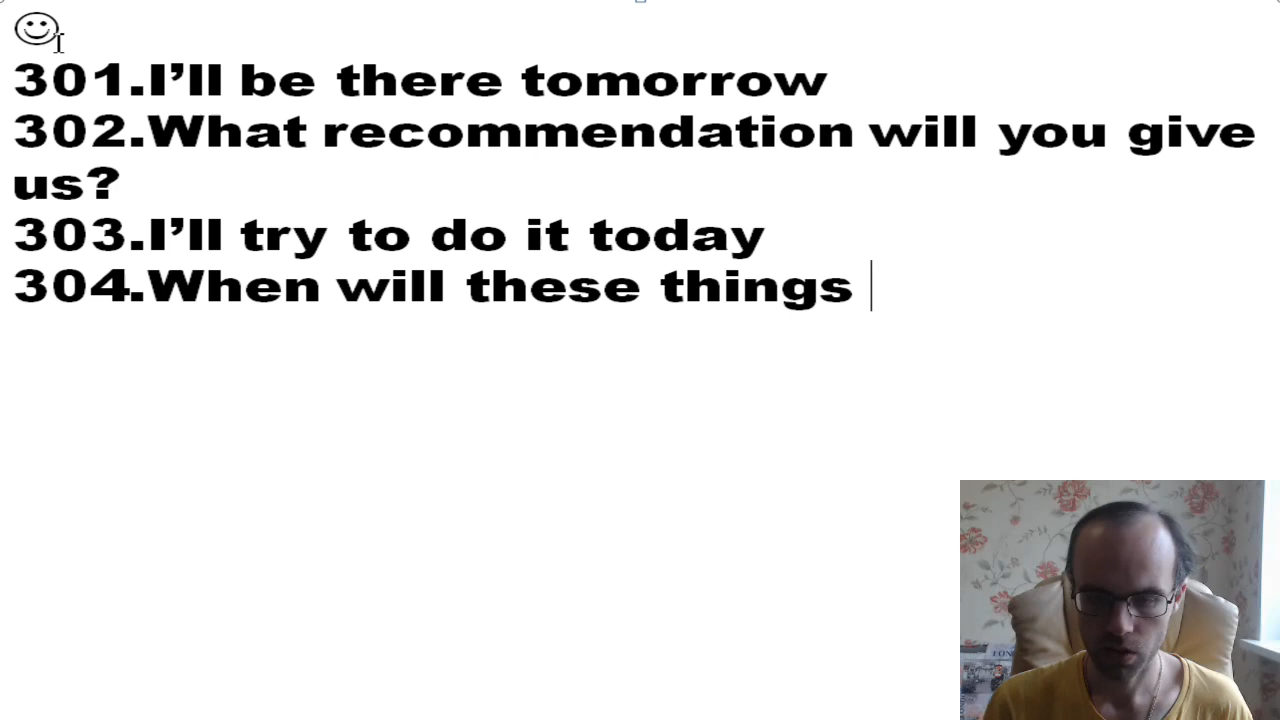 301.I’ll be there tomorrow
302.What recommendation will you give
us?
303.I’ll try to do it today
304.When will these things